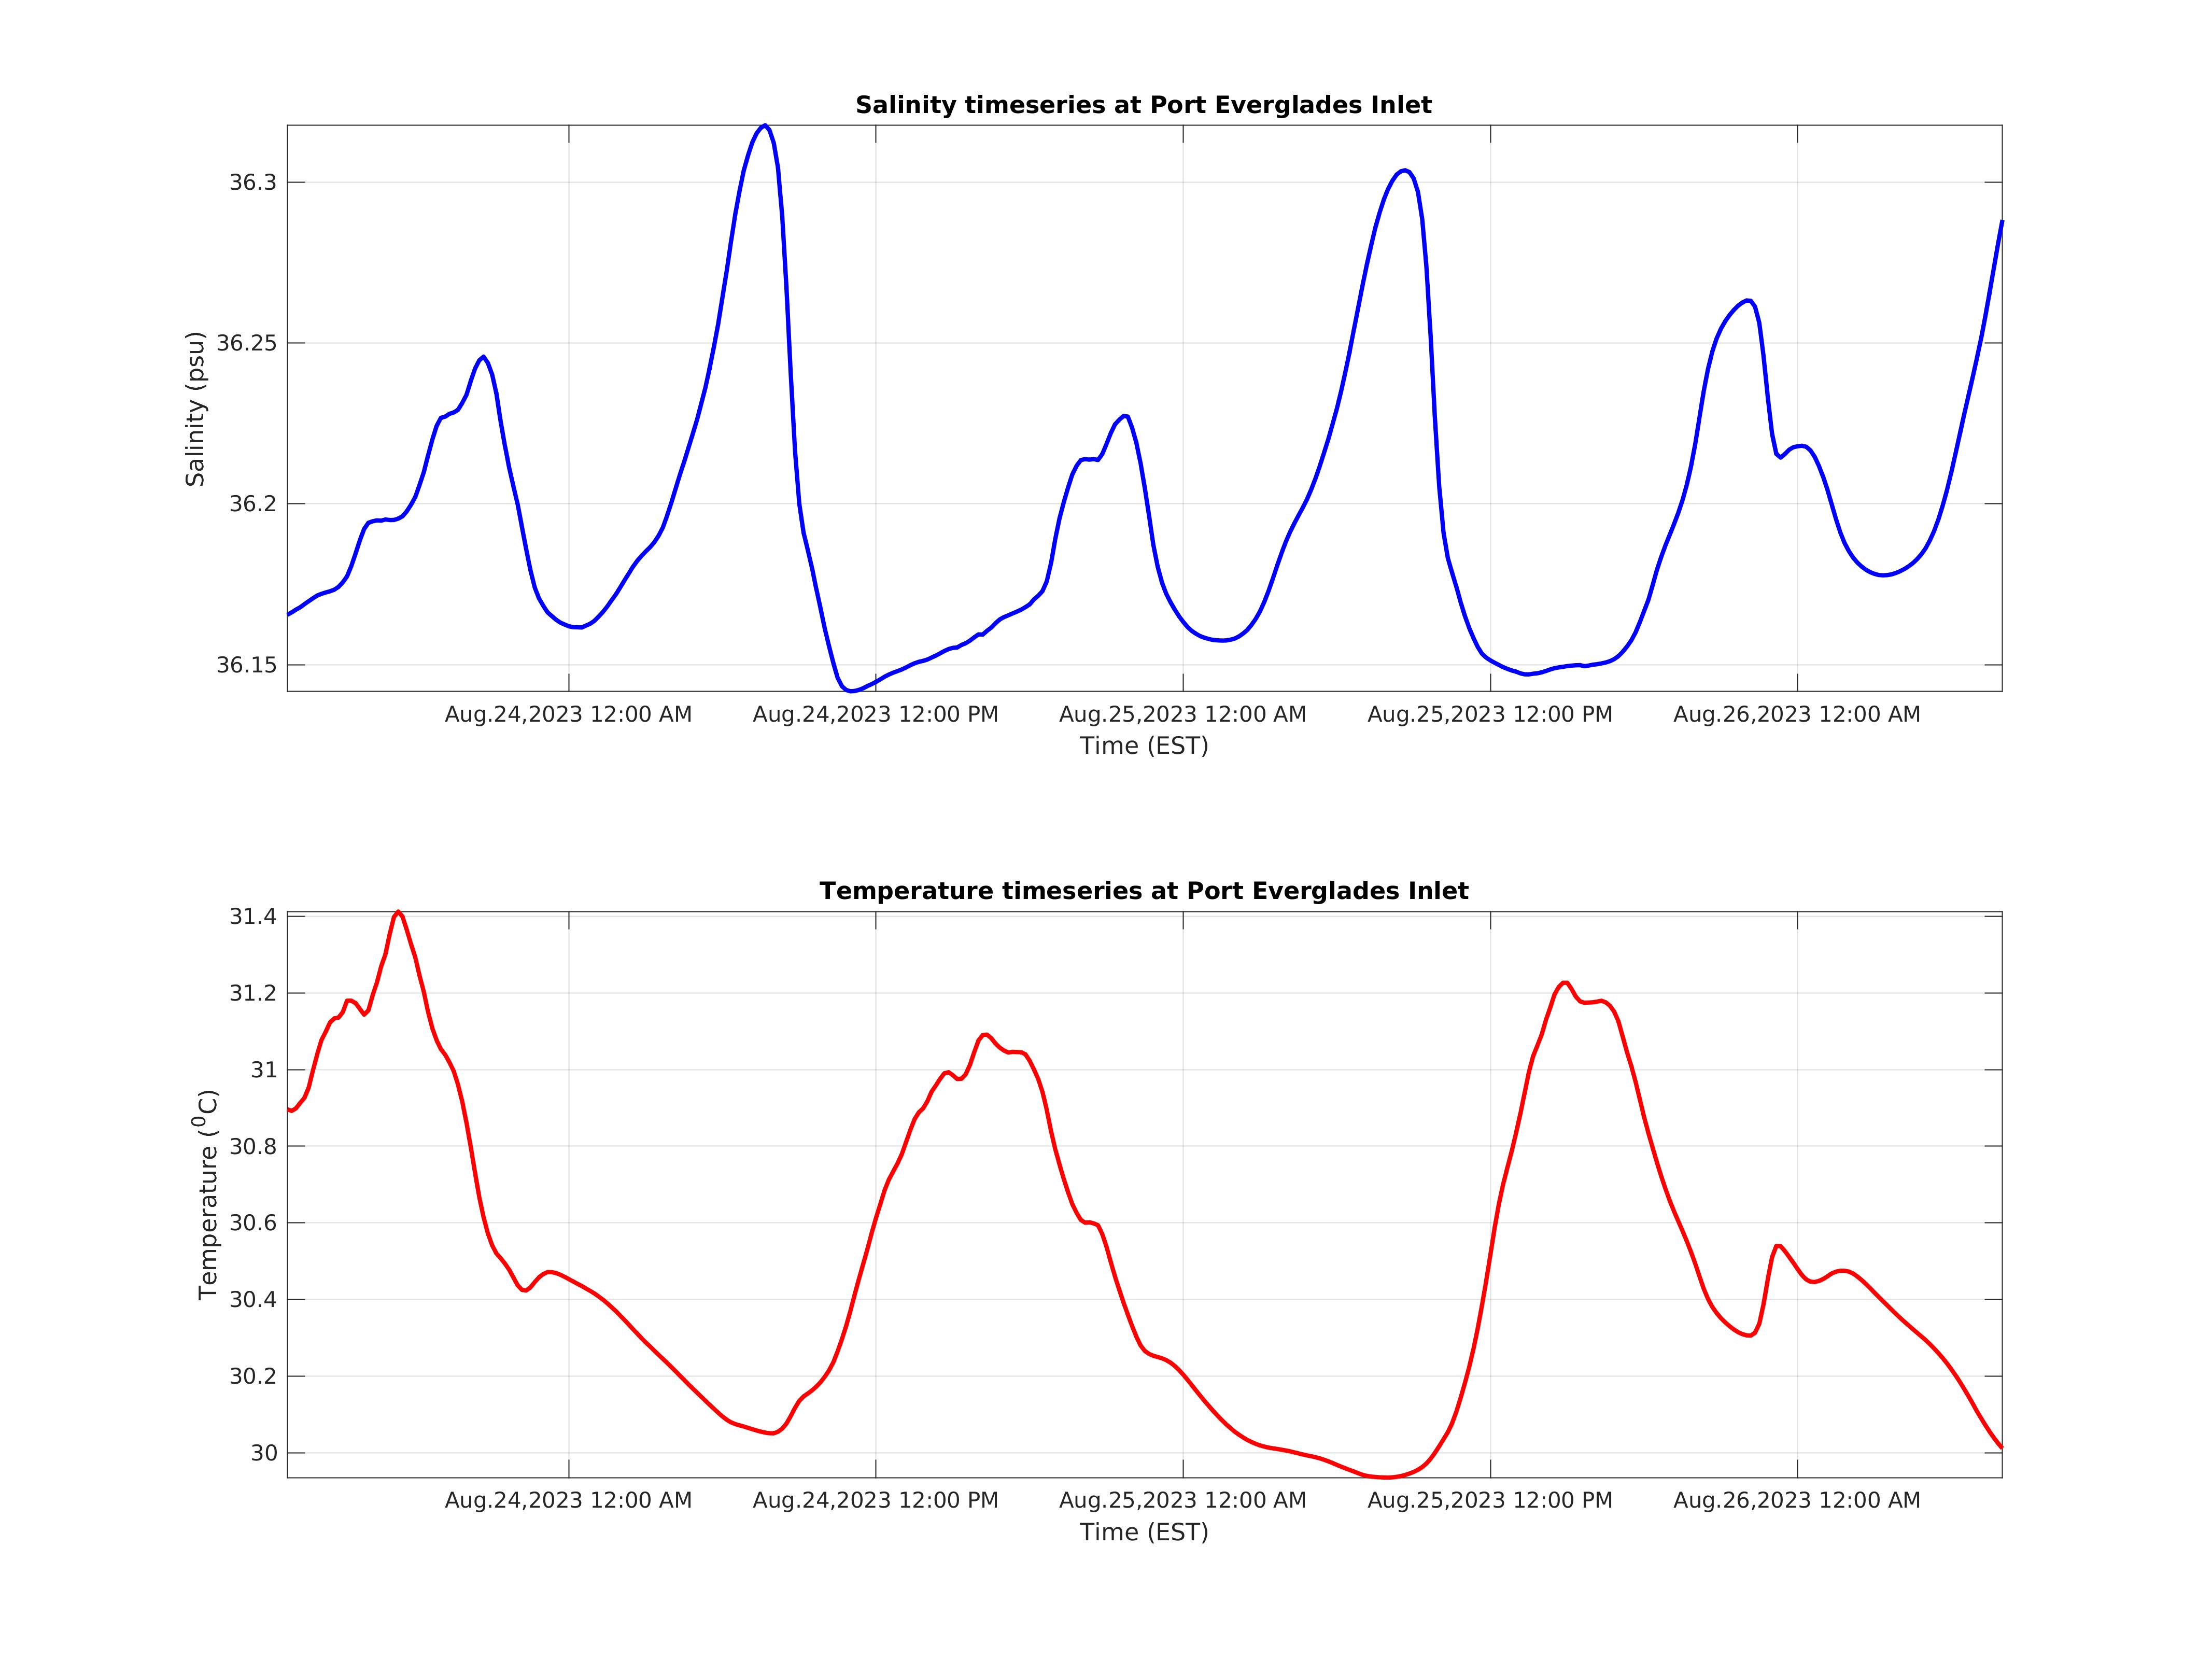 Salinity timeseries at Port Everglades Inlet
36.3
36.25
36.2
36.15
Salinity (psu)
Aug.24,2023 12:00 AM Aug.24,2023 12:00 PM Aug.25,2023 12:00 AM Aug.25,2023 12:00 PM Aug.26,2023 12:00 AM
Time (EST)
Temperature timeseries at Port Everglades Inlet
31.4
31.2
31
30.8
30.6
30.4
30.2
30
Temperature (⁰C)
Aug.24,2023 12:00 AM Aug.24,2023 12:00 PM Aug.25,2023 12:00 AM Aug.25,2023 12:00 PM Aug.26,2023 12:00 AM
Time (EST)